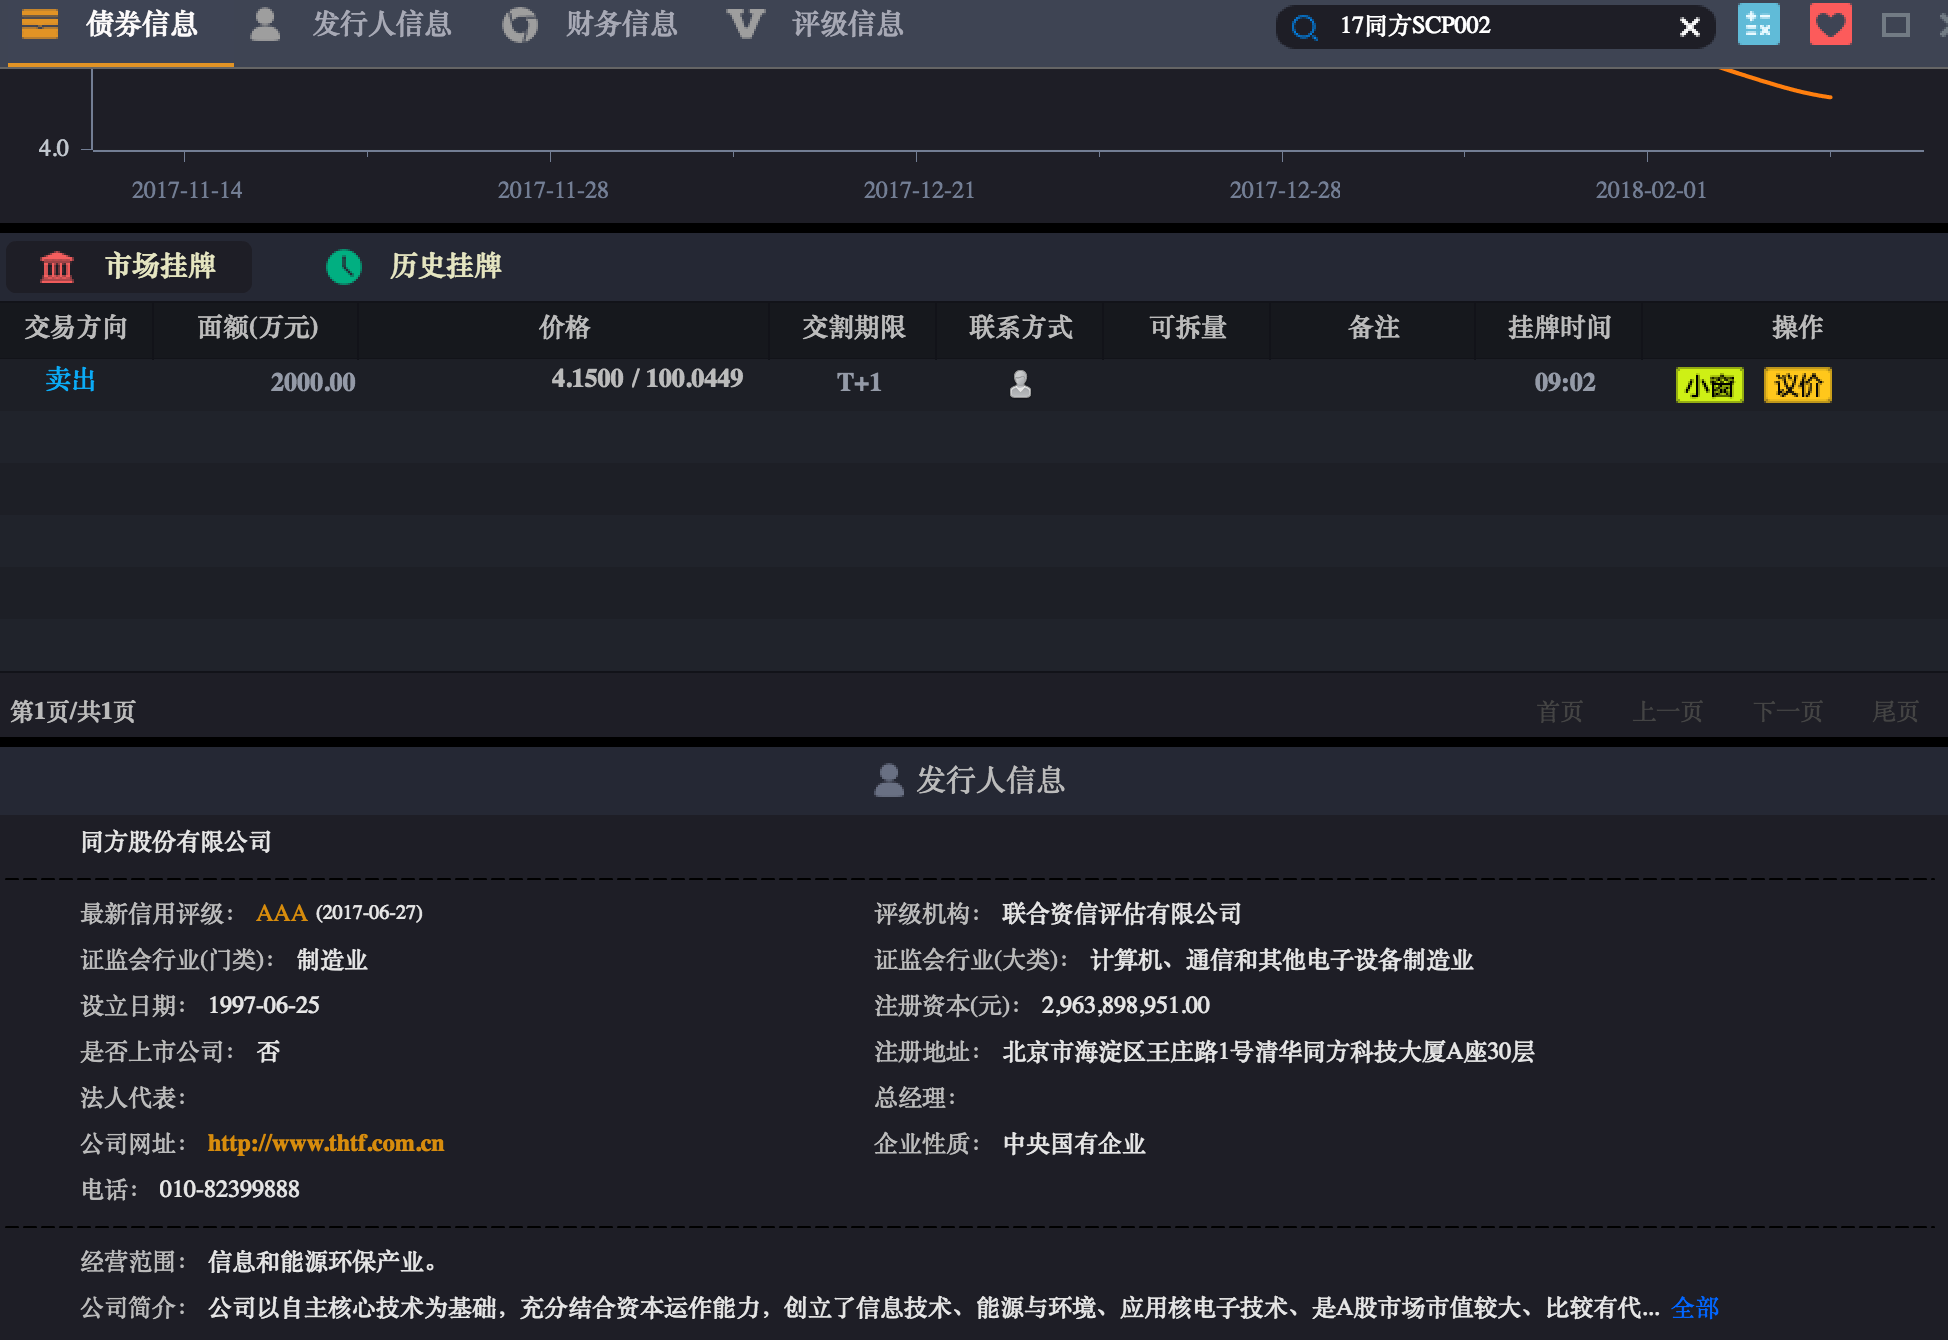 债券信息 发行人信息 财务信息 评级信息 17同方SCP002
4.0
2017-11-14 2017-11-28 2017-12-21 2017-12-28 2018-02-01
市场挂牌 历史挂牌
交易方向 面额(万元) 价格 交割期限 联系方式 可拆量 备注 挂牌时间 操作
卖出 2000.00 4.1500 / 100.0449 T+1 09:02 小窗 议价
第1页/共1页 首页 上一页 下一页 尾页
发行人信息
同方股份有限公司
最新信用评级： AAA (2017-06-27) 评级机构： 联合资信评估有限公司
证监会行业(门类)： 制造业 证监会行业(大类)： 计算机、通信和其他电子设备制造业
设立日期： 1997-06-25 注册资本(元)： 2,963,898,951.00
是否上市公司： 否 注册地址： 北京市海淀区王庄路1号清华同方科技大厦A座30层
法人代表： 总经理：
公司网址： http://www.thtf.com.cn 企业性质： 中央国有企业
电话： 010-82399888
经营范围： 信息和能源环保产业。
公司简介： 公司以自主核心技术为基础，充分结合资本运作能力，创立了信息技术、能源与环境、应用核电子技术、是A股市场市值较大、比较有代... 全部